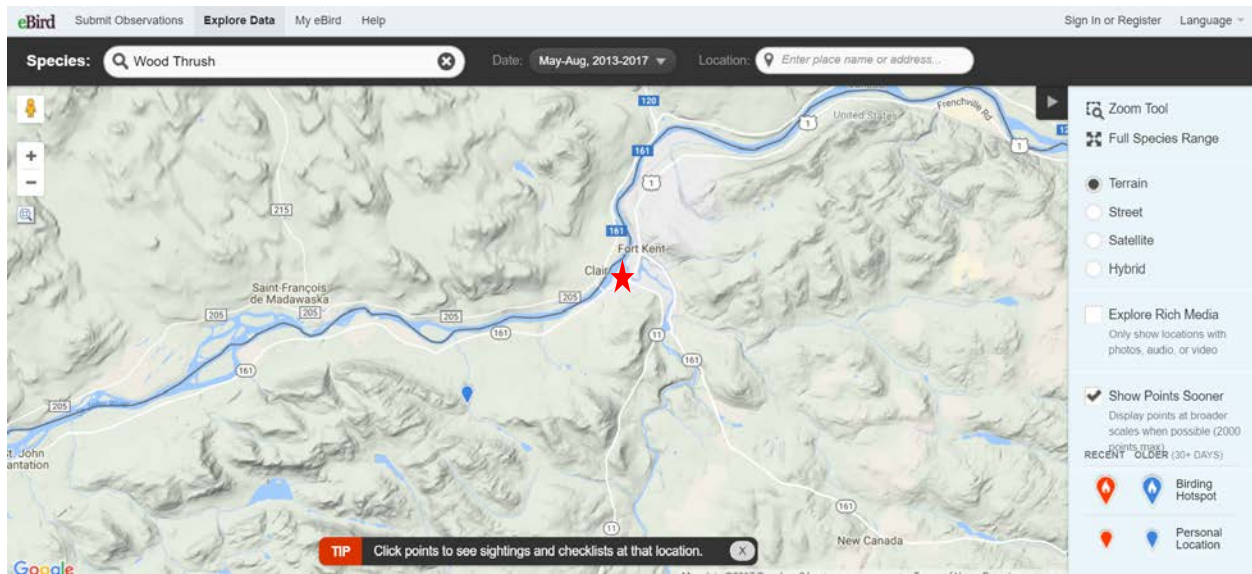 eBird Submit Observations Explore Data My eBird Help Sign In or Register Language
Species: Wood Thrush Date: May-Aug, 2013-2017 Location: Enter place name or address...
120
Frenchville Rd
United States
1
1
161
1
215
161
Fort Kent
Clair
Saint-François
de Madawaska
205
205
205
205
161
11
161
161
205
St. John
antation
161
11
New Canada
Google
TIP Click points to see sightings and checklists at that location. X
Zoom Tool
Full Species Range
Terrain
Street
Satellite
Hybrid
Explore Rich Media
Only show locations with
photos, audio, or video
Show Points Sooner
Display points at broader
scales when possible (2000
points max)
RECENT OLDER (30+ DAYS)
Birding
Hotspot
Personal
Location